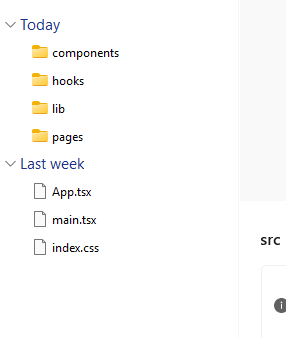 Today
components
hooks
lib
pages
Last week
App.tsx
main.tsx
index.css
src